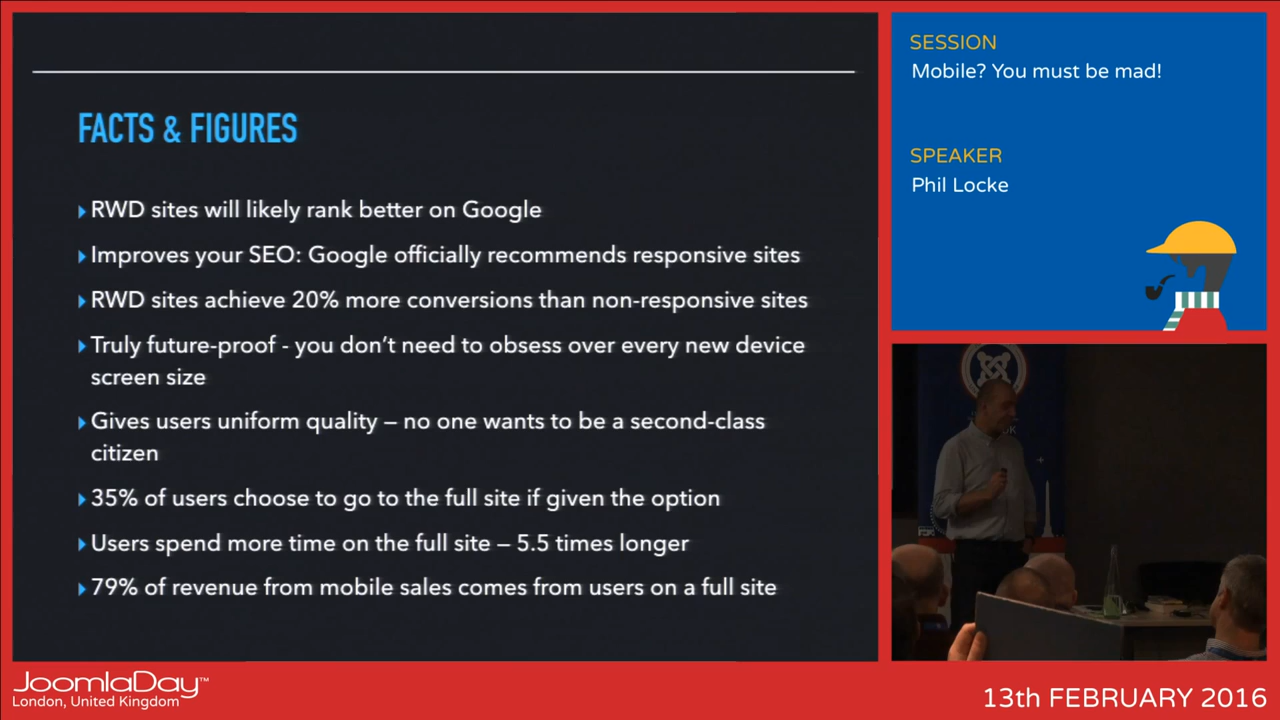 FACTS & FIGURES
RWD sites will likely rank better on Google
Improves your SEO: Google officially recommends responsive sites
RWD sites achieve 20% more conversions than non-responsive sites
Truly future-proof - you don't need to obsess over every new device
screen size
Gives users uniform quality – no one wants to be a second-class
citizen
35% of users choose to go to the full site if given the option
Users spend more time on the full site – 5.5 times longer
79% of revenue from mobile sales comes from users on a full site
SESSION
Mobile? You must be mad!
SPEAKER
Phil Locke
JoomlaDay™
London, United Kingdom
13th FEBRUARY 2016